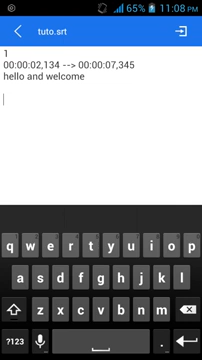 65% 11:08 PM
tuto.srt
1
00:00:02,134 --> 00:00:07,345
hello and welcome
q w e r t y u i o p
a s d f g h j k l
z x c v b n m
?123 .